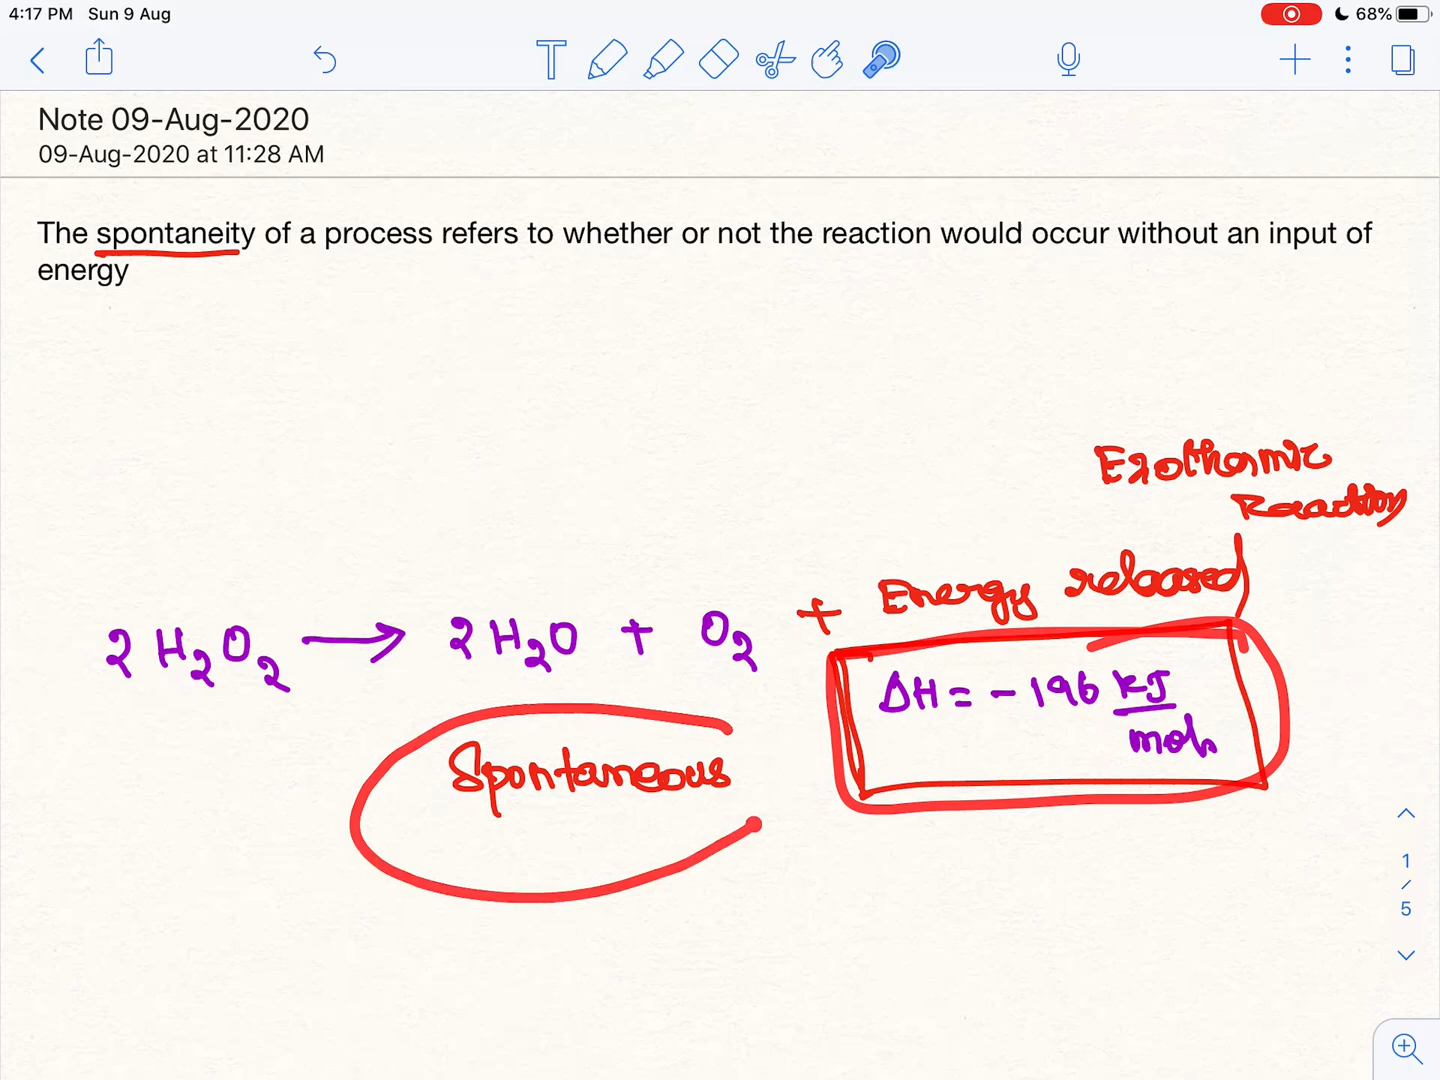 4:17 PM Sun 9 Aug
68%
Note 09-Aug-2020
09-Aug-2020 at 11:28 AM
The spontaneity of a process refers to whether or not the reaction would occur without an input of
energy
Exothermic
Reaction
+ Energy released
2 H₂O₂ → 2 H₂O + O₂
ΔH = - 196 kJ
mol
Spontaneous
1
/
5